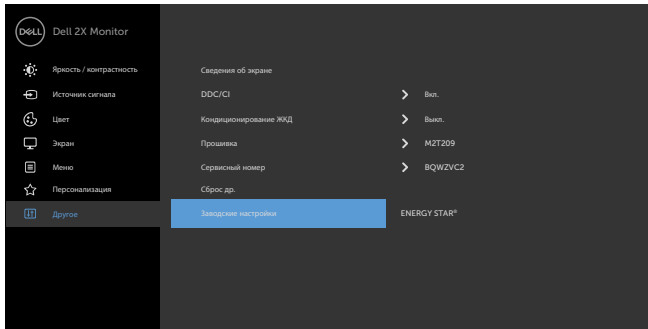 DELL
Dell 2X Monitor
Яркость / контрастность
Источник сигнала
Цвет
Экран
Меню
Персонализация
Другое
Сведения об экране
DDC/CI Вкл.
Кондиционирование ЖКД Выкл.
Прошивка M2T209
Сервисный номер BQWZVC2
Сброс др.
Заводские настройки ENERGY STAR®